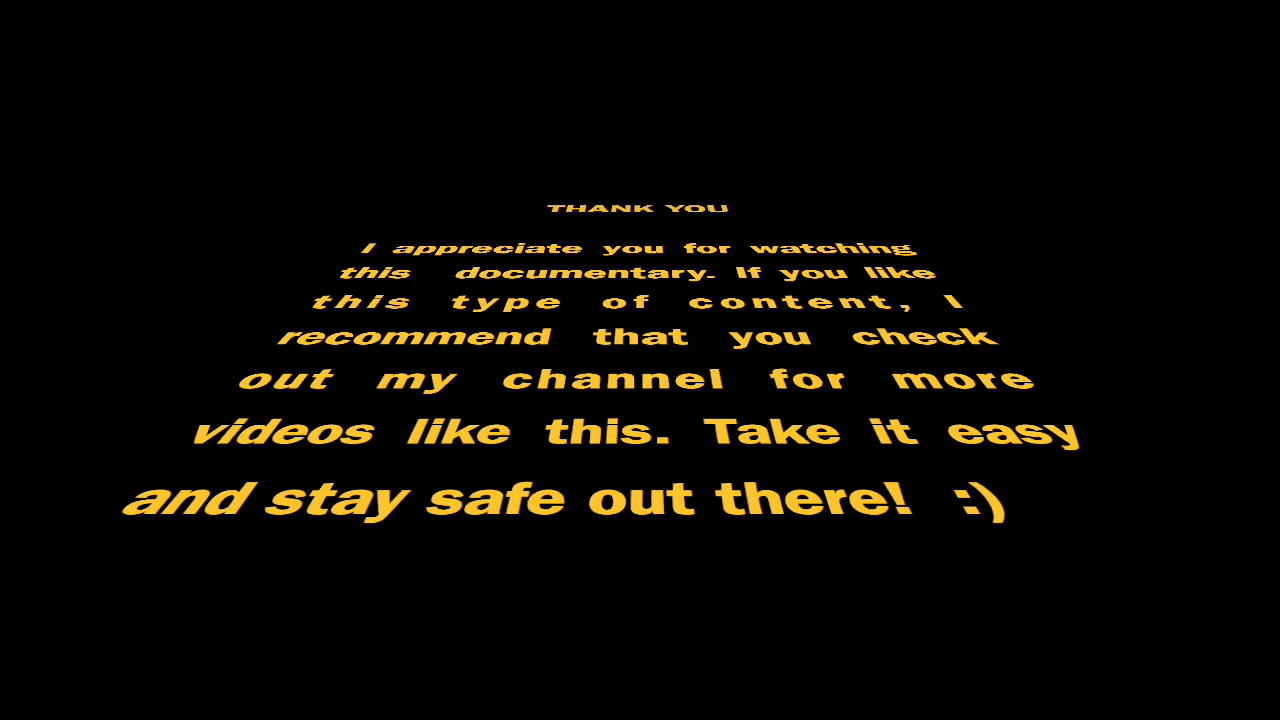 THANK YOU
I appreciate you for watching
this documentary. If you like
this type of content, I
recommend that you check
out my channel for more
videos like this. Take it easy
and stay safe out there! :)